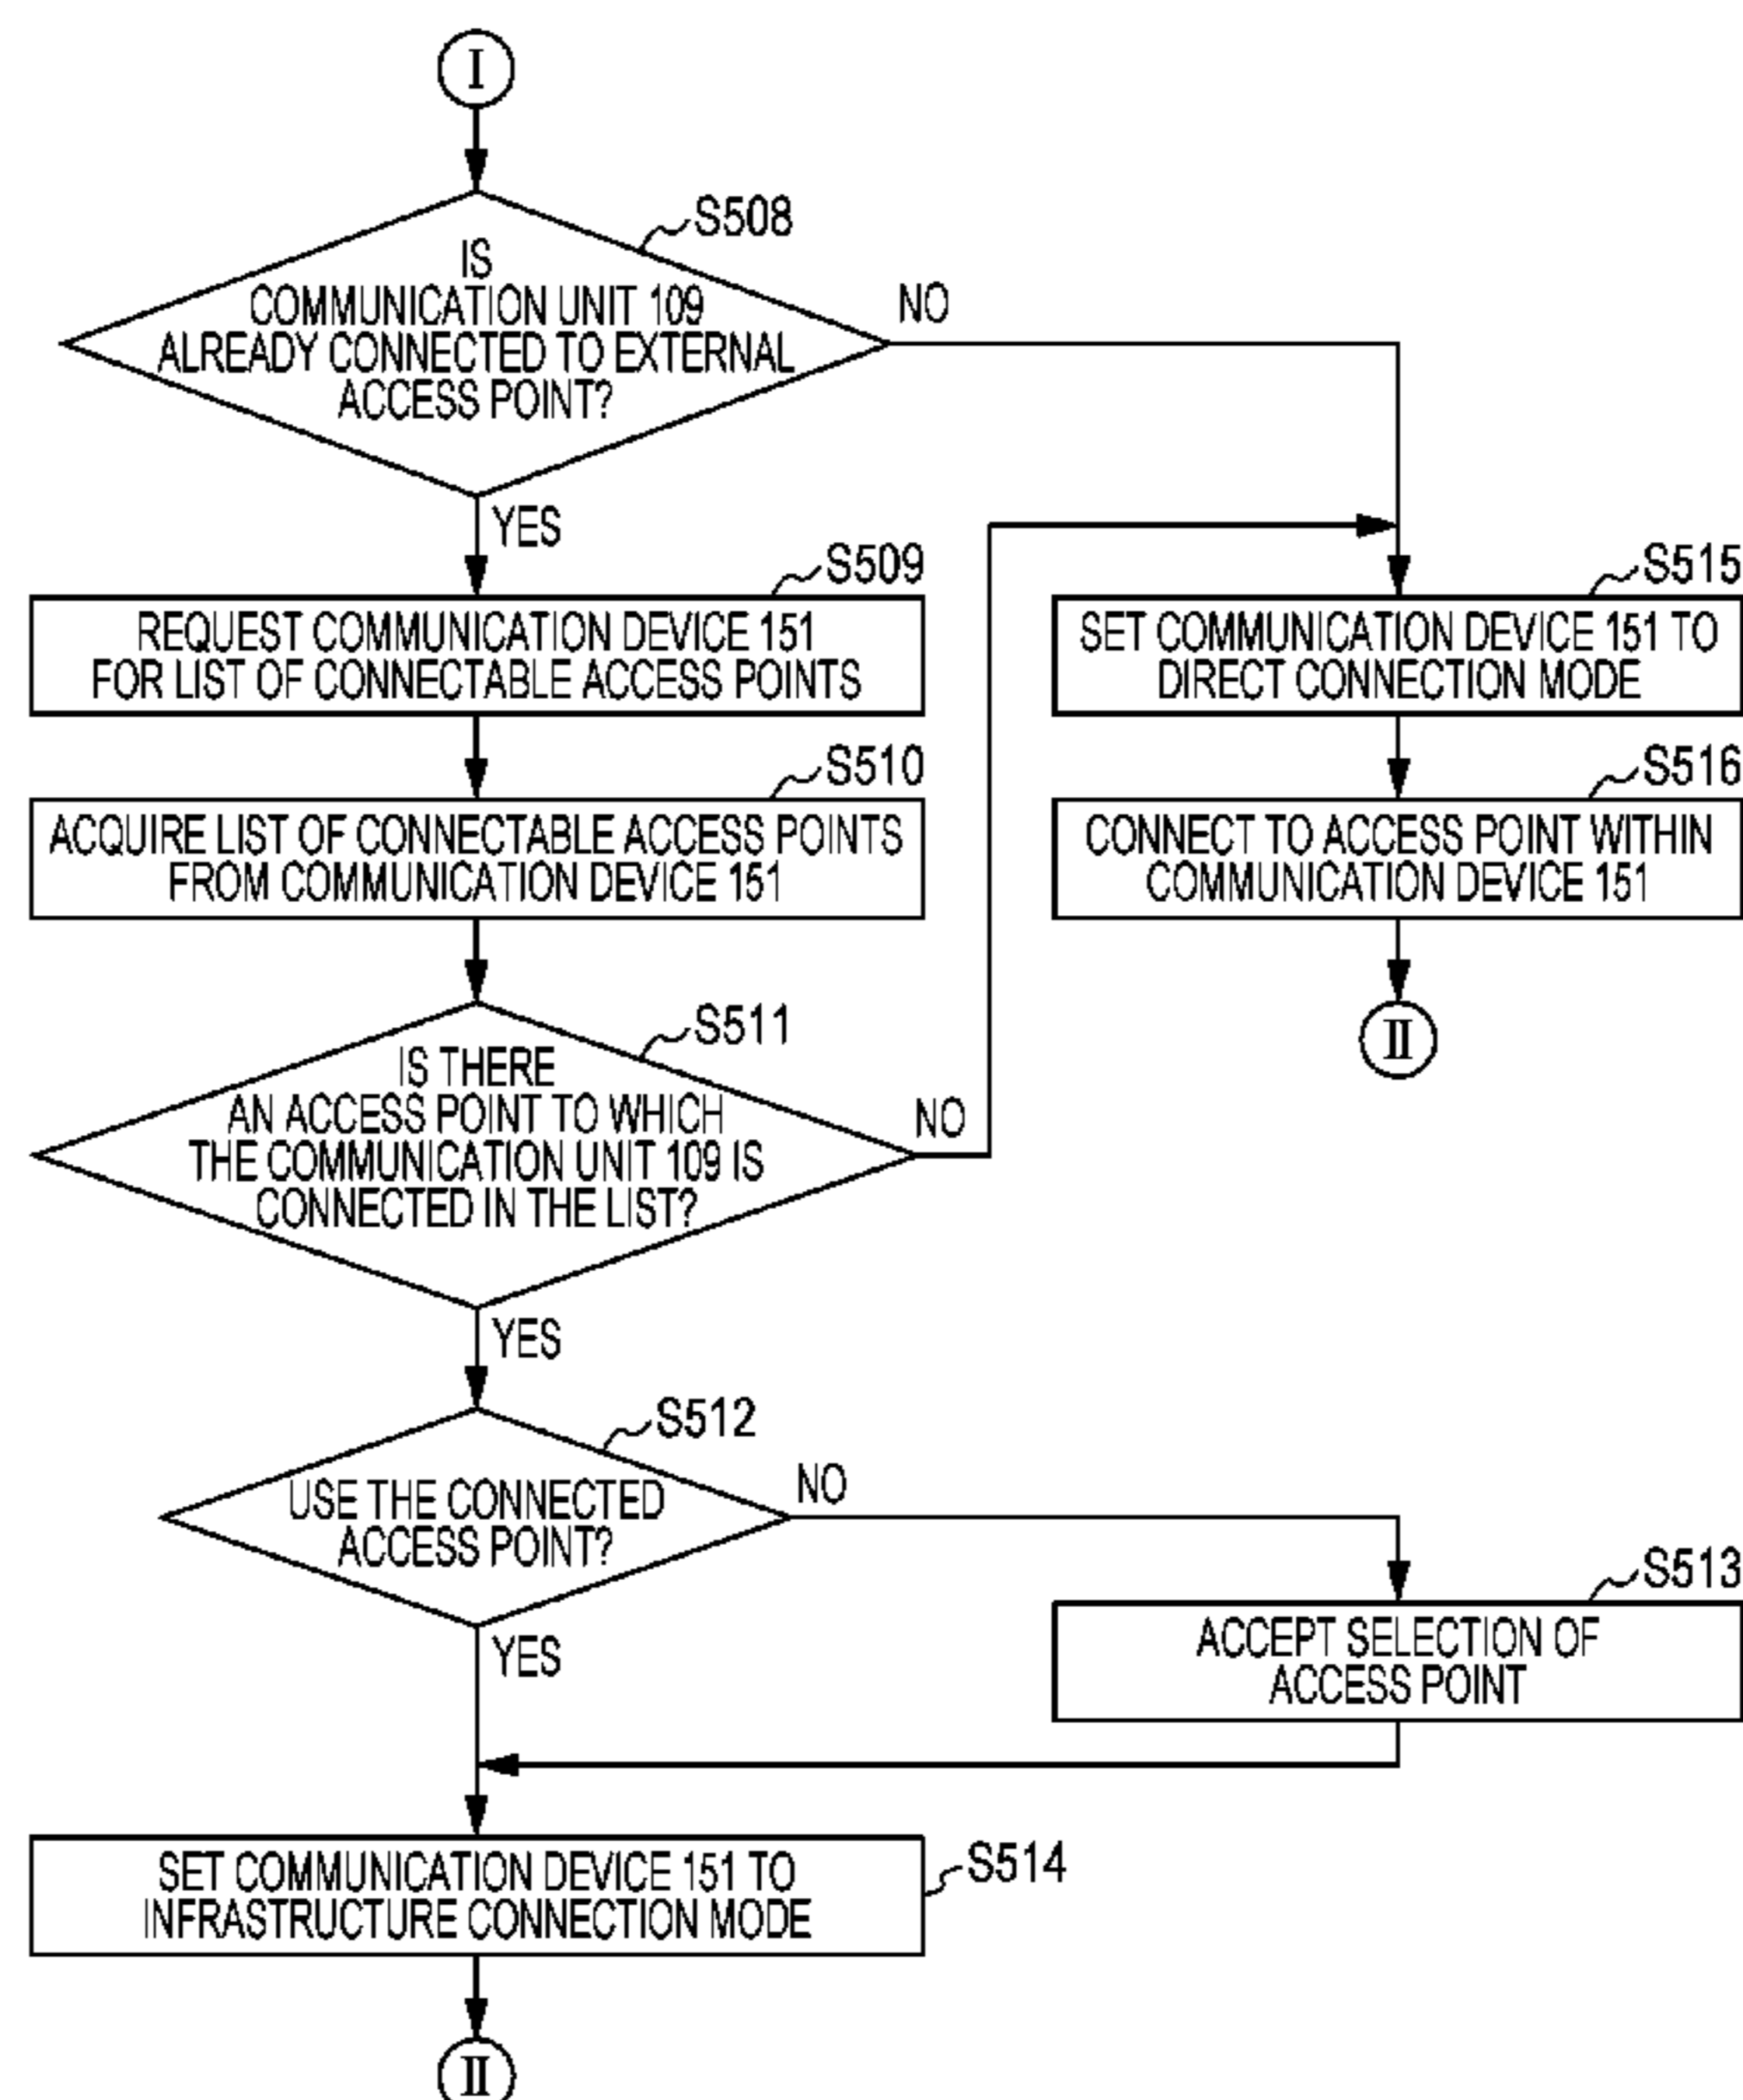 I
S508
IS
COMMUNICATION UNIT 109
ALREADY CONNECTED TO EXTERNAL
ACCESS POINT?
NO
YES
S509
REQUEST COMMUNICATION DEVICE 151
FOR LIST OF CONNECTABLE ACCESS POINTS
S515
SET COMMUNICATION DEVICE 151 TO
DIRECT CONNECTION MODE
S510
ACQUIRE LIST OF CONNECTABLE ACCESS POINTS
FROM COMMUNICATION DEVICE 151
S516
CONNECT TO ACCESS POINT WITHIN
COMMUNICATION DEVICE 151
II
S511
IS THERE
AN ACCESS POINT TO WHICH
THE COMMUNICATION UNIT 109 IS
CONNECTED IN THE LIST?
NO
YES
S512
USE THE CONNECTED
ACCESS POINT?
NO
YES
S513
ACCEPT SELECTION OF
ACCESS POINT
S514
SET COMMUNICATION DEVICE 151 TO
INFRASTRUCTURE CONNECTION MODE
II